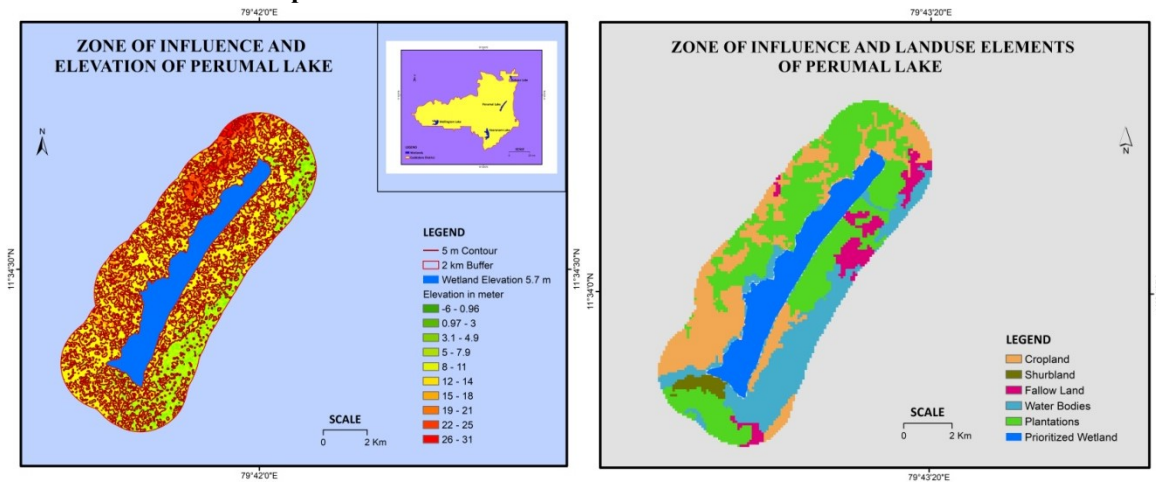 79°42'0"E
ZONE OF INFLUENCE AND
ELEVATION OF PERUMAL LAKE
N
LEGEND
5 m Contour
2 km Buffer
Wetland Elevation 5.7 m
Elevation in meter
-6 - 0.96
0.97 - 3
3.1 - 4.9
5 - 7.9
8 - 11
12 - 14
15 - 18
19 - 21
22 - 25
26 - 31
SCALE
0 2 Km
11°34'30"N
11°34'30"N
79°42'0"E
79°43'20"E
ZONE OF INFLUENCE AND LANDUSE ELEMENTS
OF PERUMAL LAKE
N
LEGEND
Cropland
Shurbland
Fallow Land
Water Bodies
Plantations
Prioritized Wetland
SCALE
0 2 Km
11°34'0"N
79°43'20"E